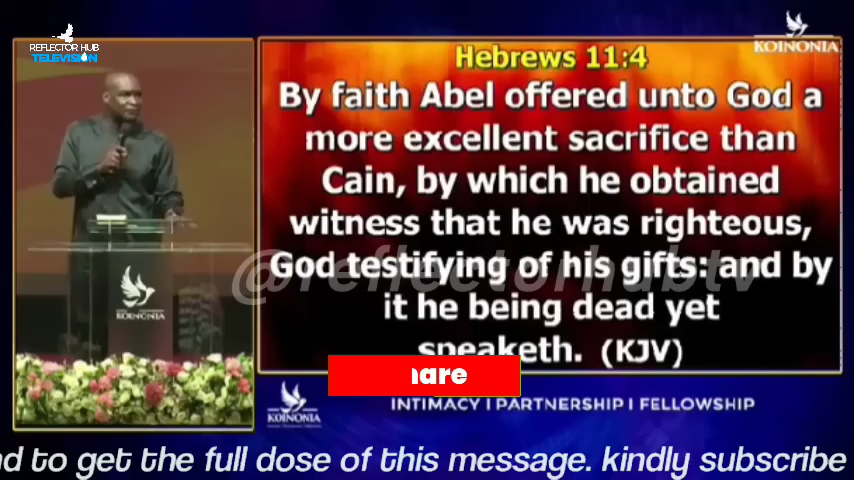 REFLECTOR HUB
TELEVISION
KOINONIA
Hebrews 11:4
By faith Abel offered unto God a
more excellent sacrifice than
Cain, by which he obtained
witness that he was righteous,
God testifying of his gifts: and by
it he being dead yet
speaketh. (KJV)
@reflectorhubtv
KOINONIA
hare
KOINONIA
INTIMACY I PARTNERSHIP I FELLOWSHIP
nd to get the full dose of this message. kindly subscribe